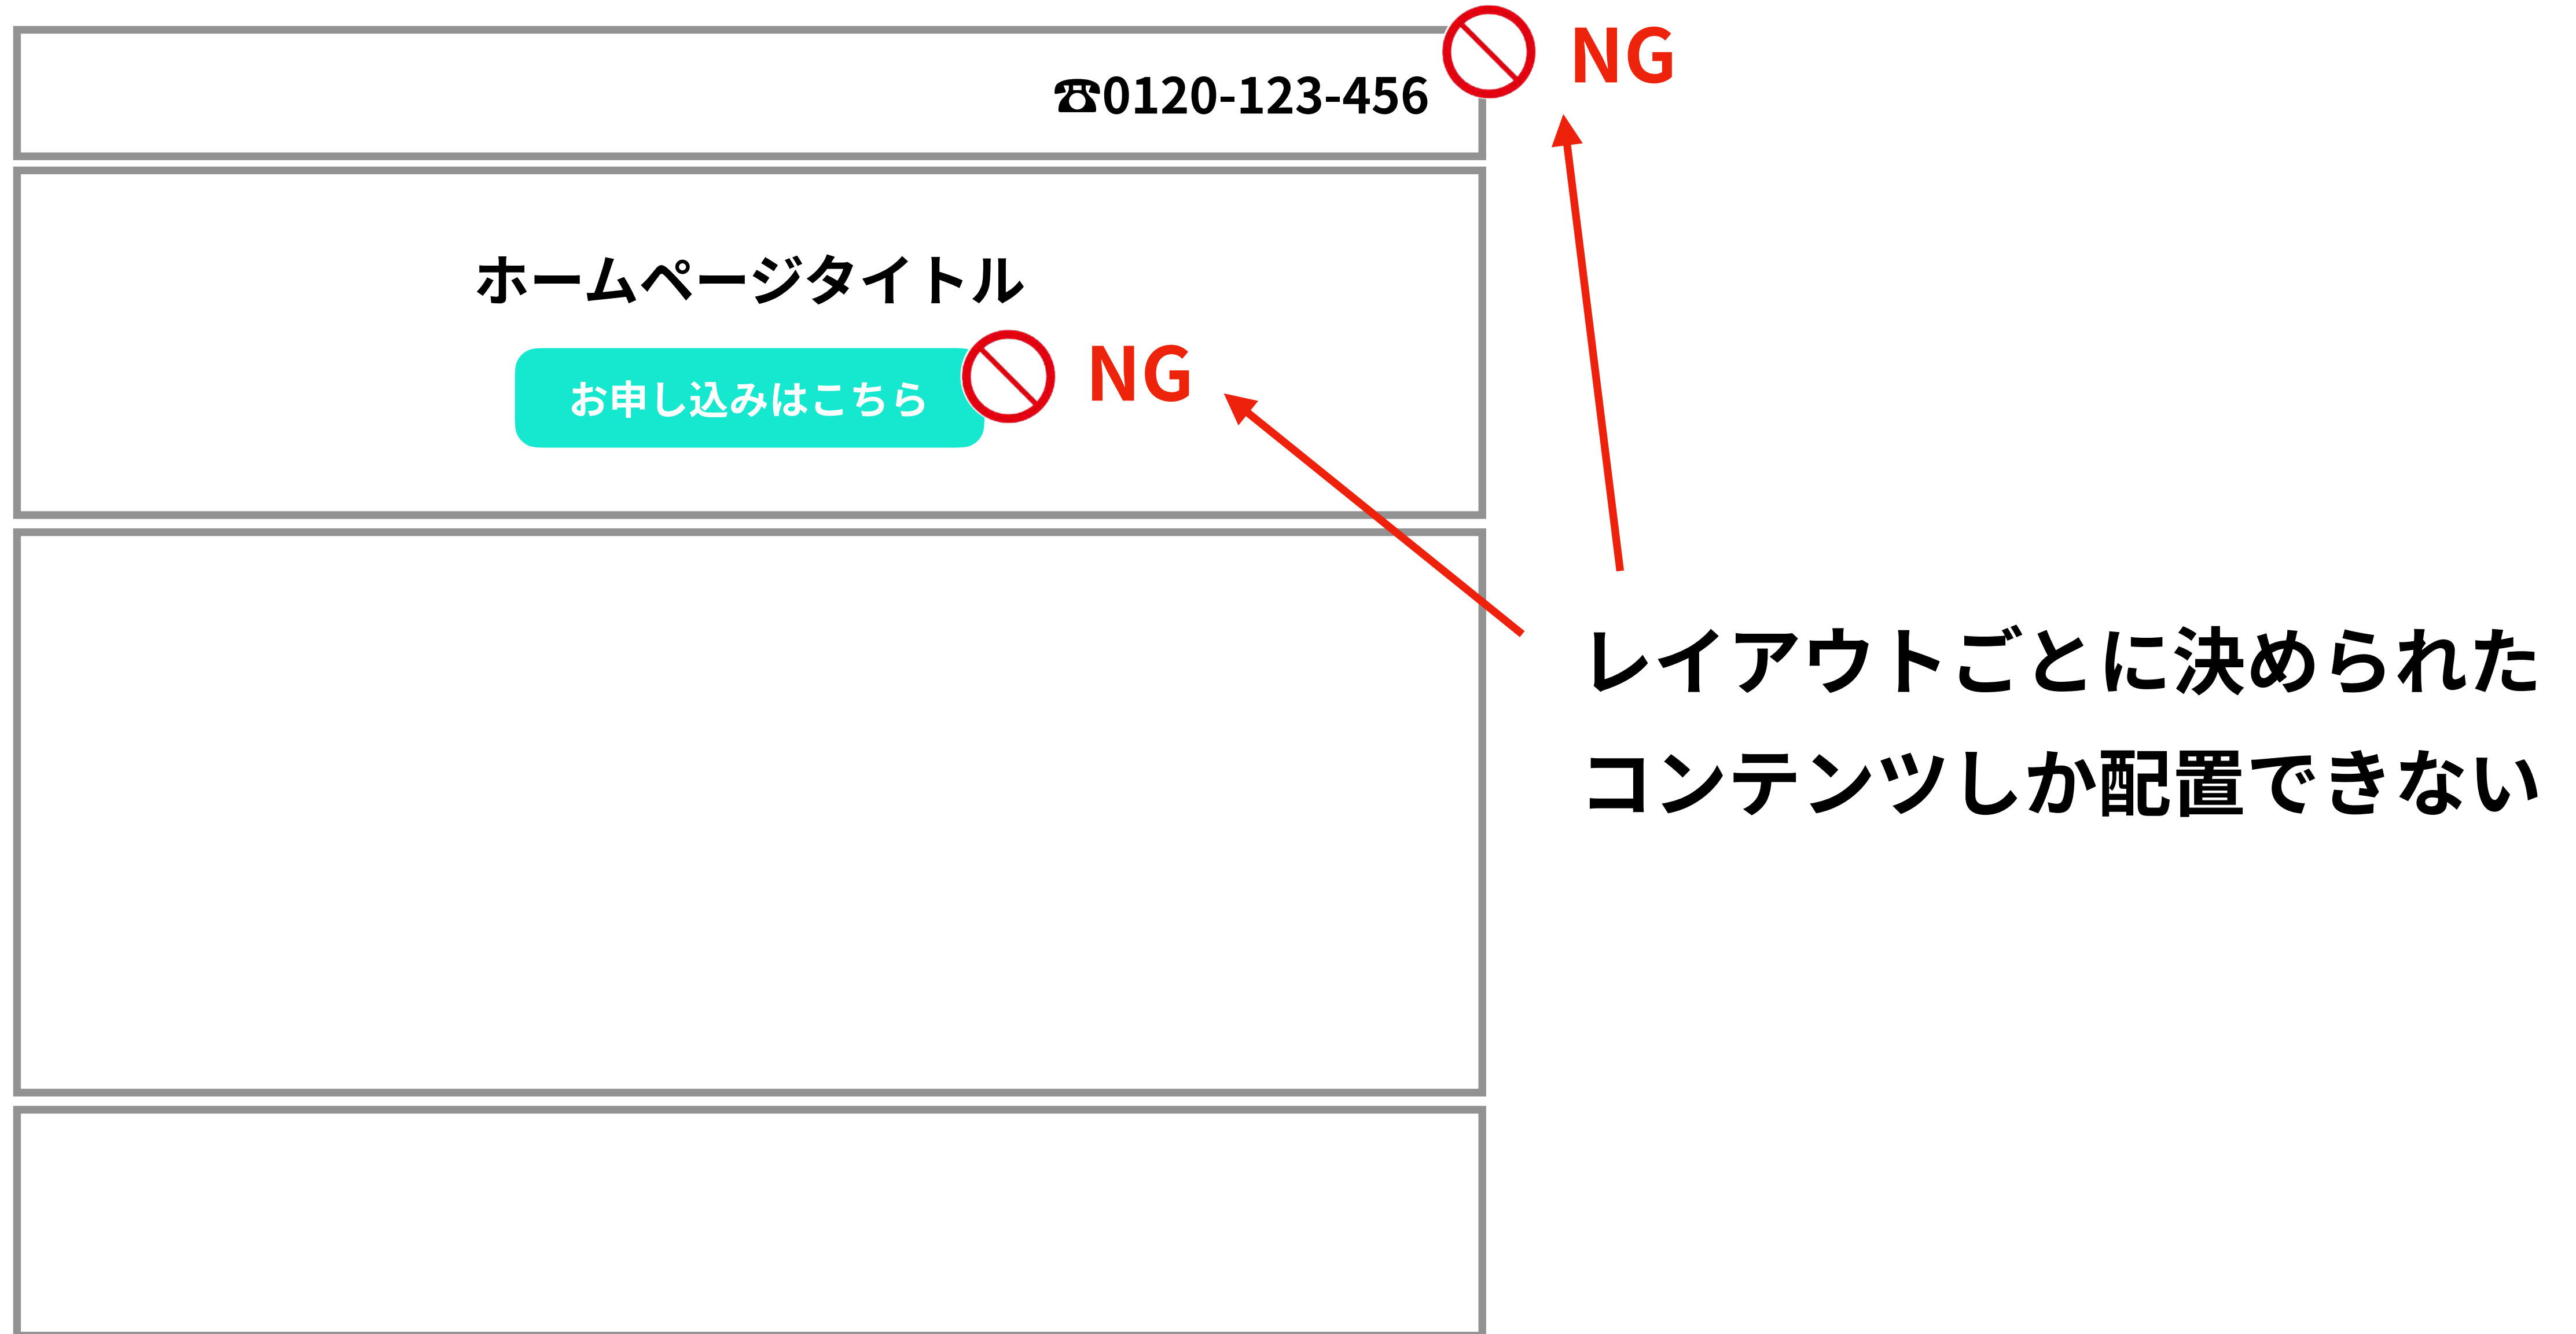 NG
☎0120-123-456
ホームページタイトル
お申し込みはこちら
NG
レイアウトごとに決められた
コンテンツしか配置できない